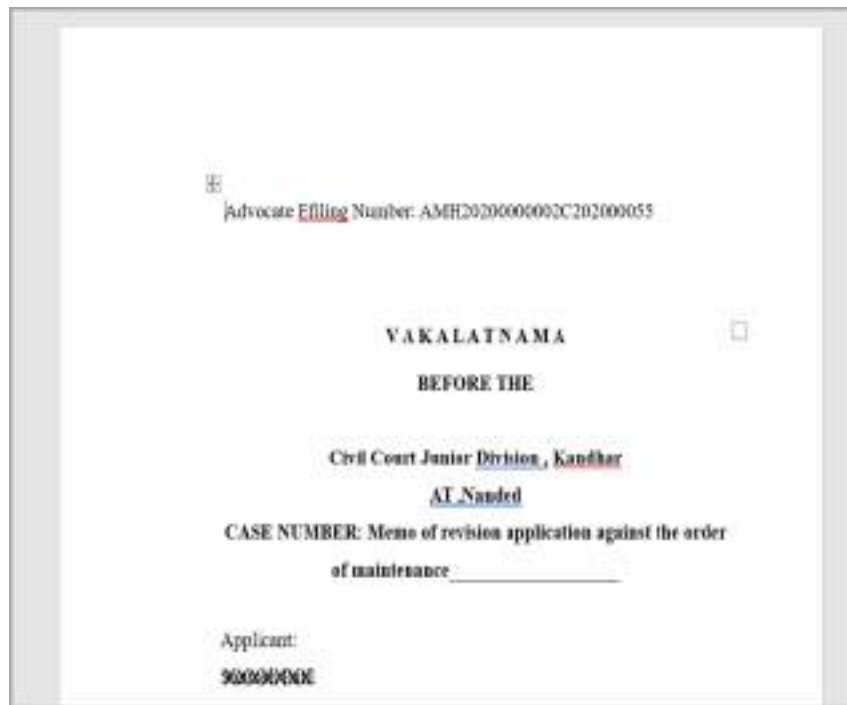 Advocate Efiling Number: AMH20200000002C202000055
V A K A L A T N A M A
BEFORE THE
Civil Court Junior Division , Kandhar
AT .Nanded
CASE NUMBER: Memo of revision application against the order
of maintenance____________________
Applicant: